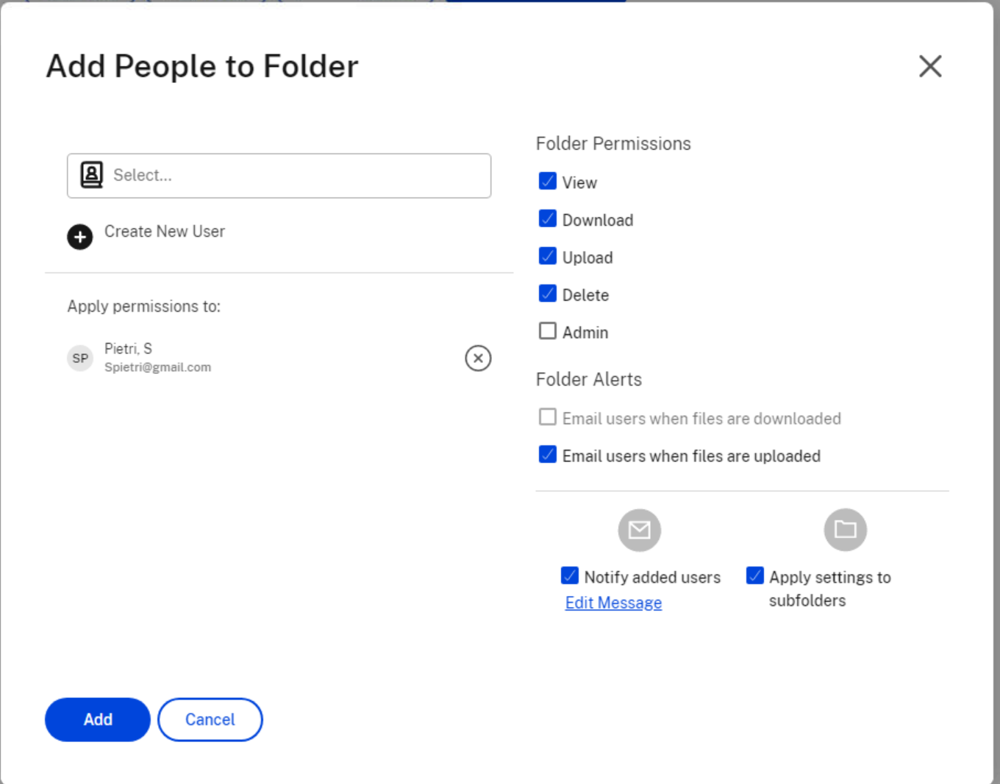 Add People to Folder
Select...
Create New User
Apply permissions to:
SP
Pietri, S
Spietri@gmail.com
Folder Permissions
View
Download
Upload
Delete
Admin
Folder Alerts
Email users when files are downloaded
Email users when files are uploaded
Notify added users
Edit Message
Apply settings to
subfolders
Add
Cancel